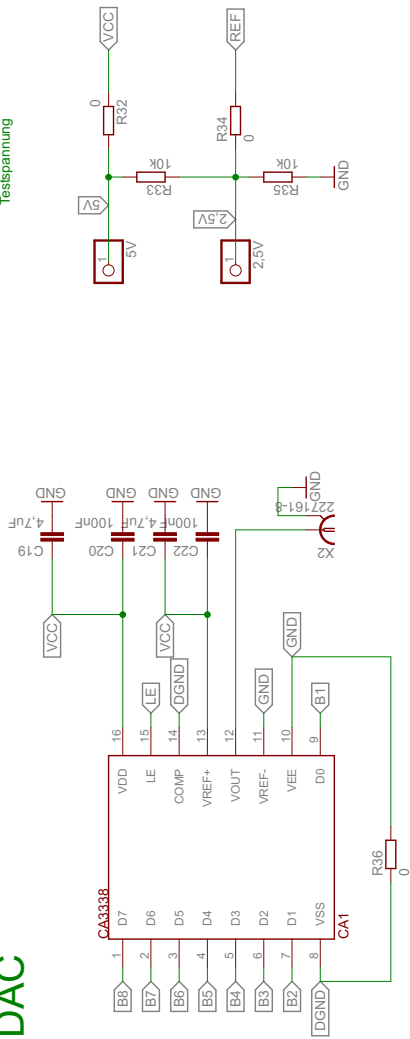 DAC
Testspannung
CA3338
CA1
B8 1 D7
B7 2 D6
B6 3 D5
B5 4 D4
B4 5 D3
B3 6 D2
B2 7 D1
DGND 8 VSS
VDD 16
LE 15 LE
COMP 14 DGND
VREF+ 13
VOUT 12
VREF- 11 GND
VEE 10 GND
D0 9 B1
R36
0
VCC
C19 4,7uF GND
C20 100nF GND
VCC
C21 4,7uF GND
C22 100nF GND
X2
227161-8
GND
VCC
0
R32
5V
1
5V
10k
R33
REF
R34
0
2,5V
1
2,5V
10k
R35
GND